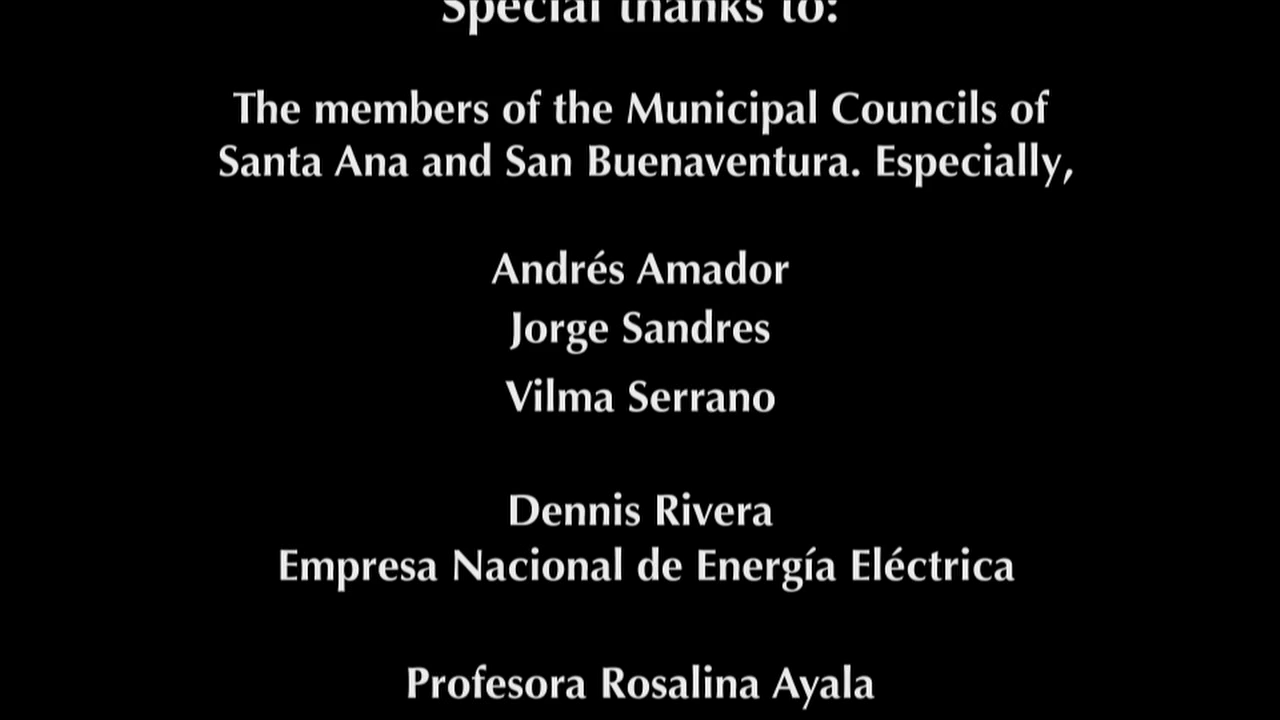 Special thanks to:
The members of the Municipal Councils of
Santa Ana and San Buenaventura. Especially,
Andrés Amador
Jorge Sandres
Vilma Serrano
Dennis Rivera
Empresa Nacional de Energía Eléctrica
Profesora Rosalina Ayala